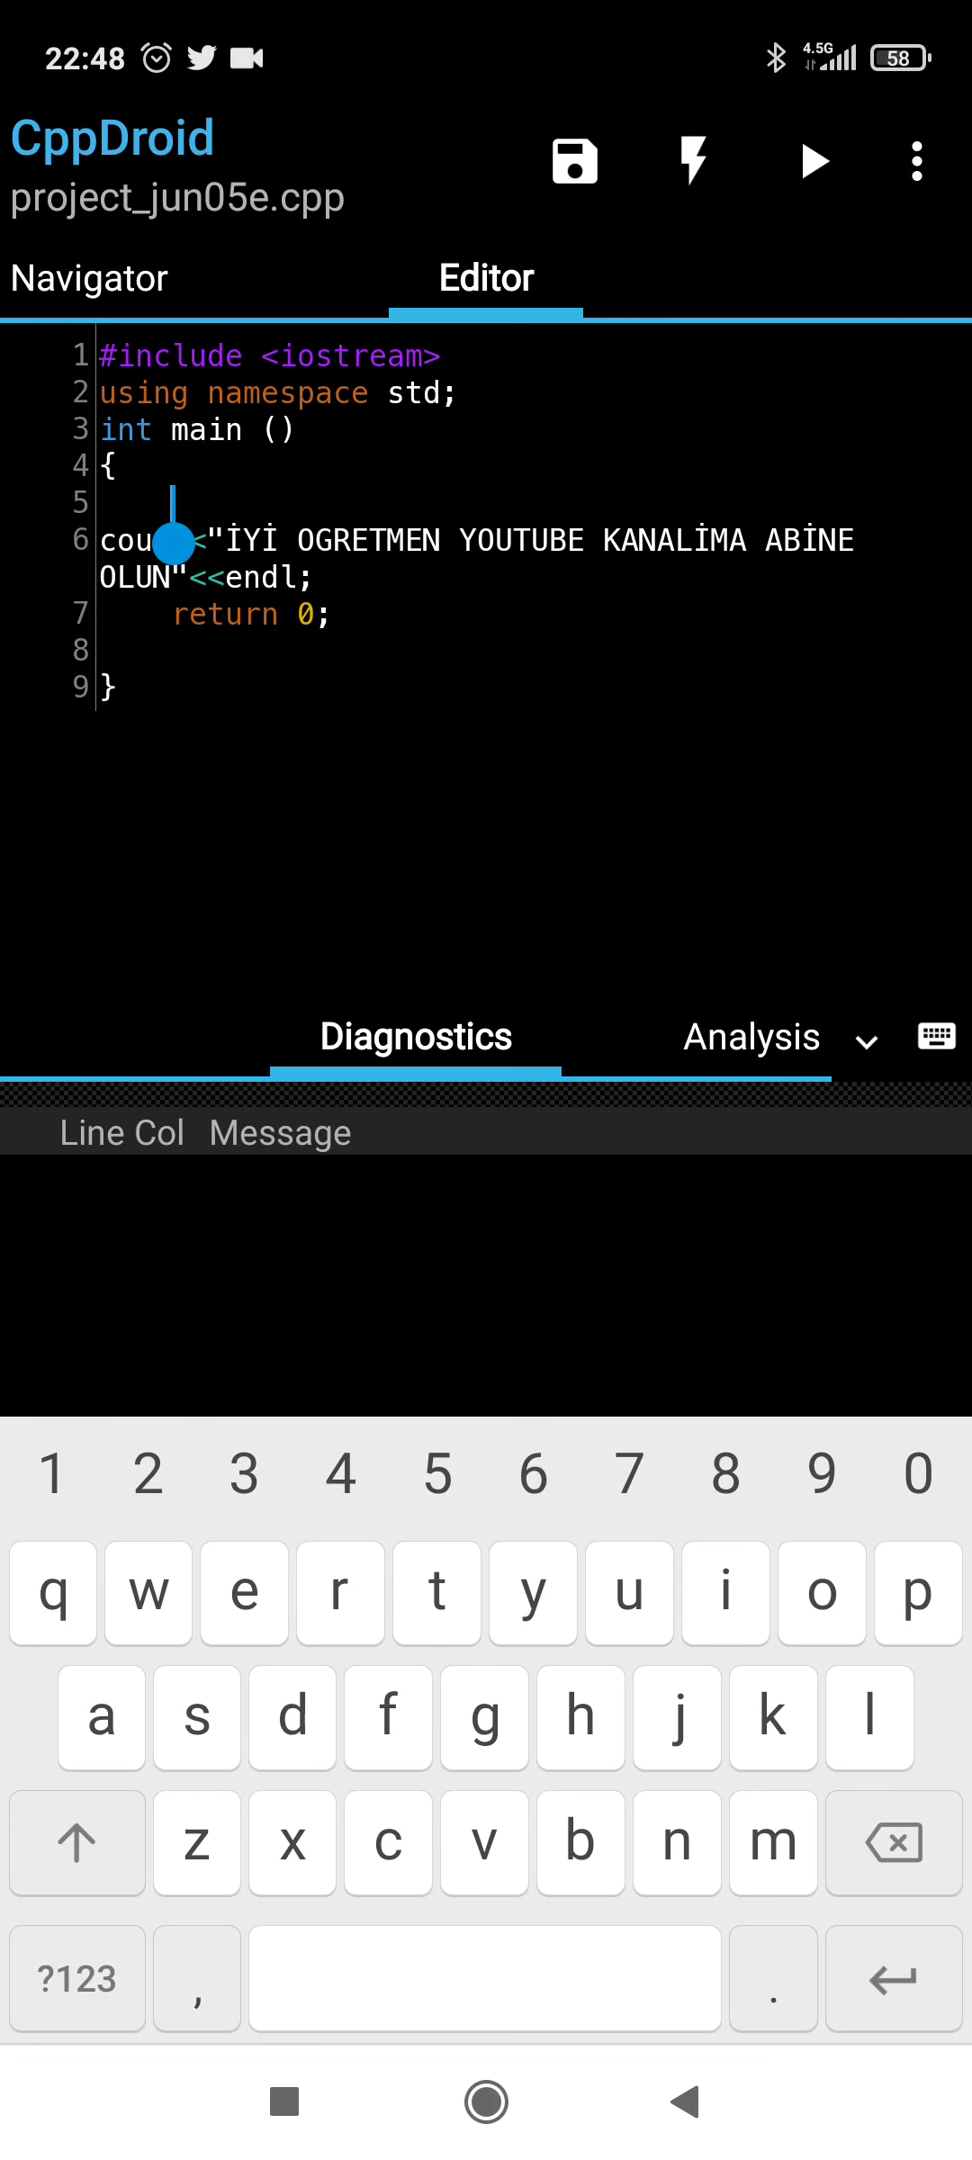 22:48 4.5G 58
CppDroid
project_jun05e.cpp
Navigator Editor
1 #include <iostream>
2 using namespace std;
3 int main ()
4 {
5
6 cou <"İYİ OGRETMEN YOUTUBE KANALİMA ABİNE
OLUN"<<endl;
7 return 0;
8
9 }
Diagnostics Analysis
Line Col Message
1 2 3 4 5 6 7 8 9 0
q w e r t y u i o p
a s d f g h j k l
z x c v b n m
?123 , .